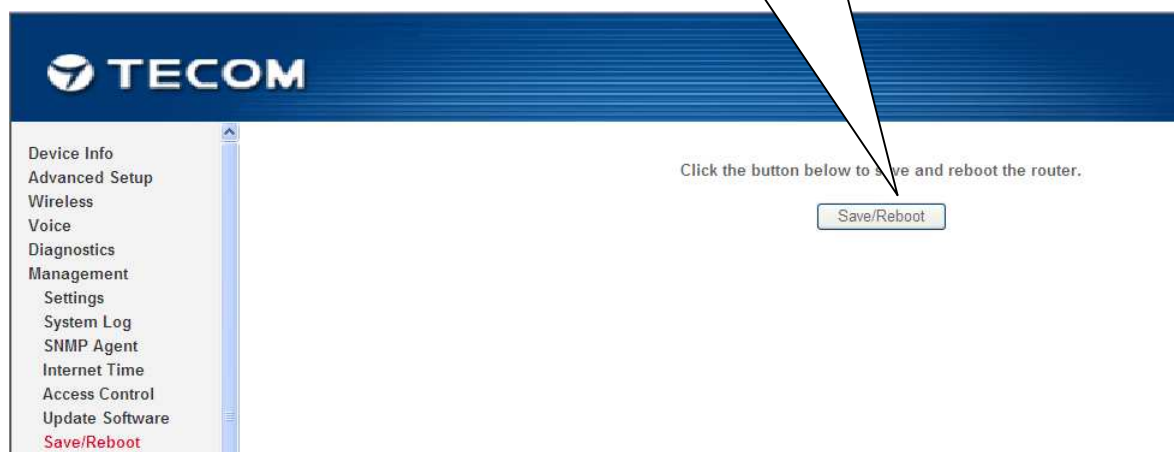 TECOM
Device Info
Advanced Setup
Wireless
Voice
Diagnostics
Management
Settings
System Log
SNMP Agent
Internet Time
Access Control
Update Software
Save/Reboot
Click the button below to save and reboot the router.
Save/Reboot